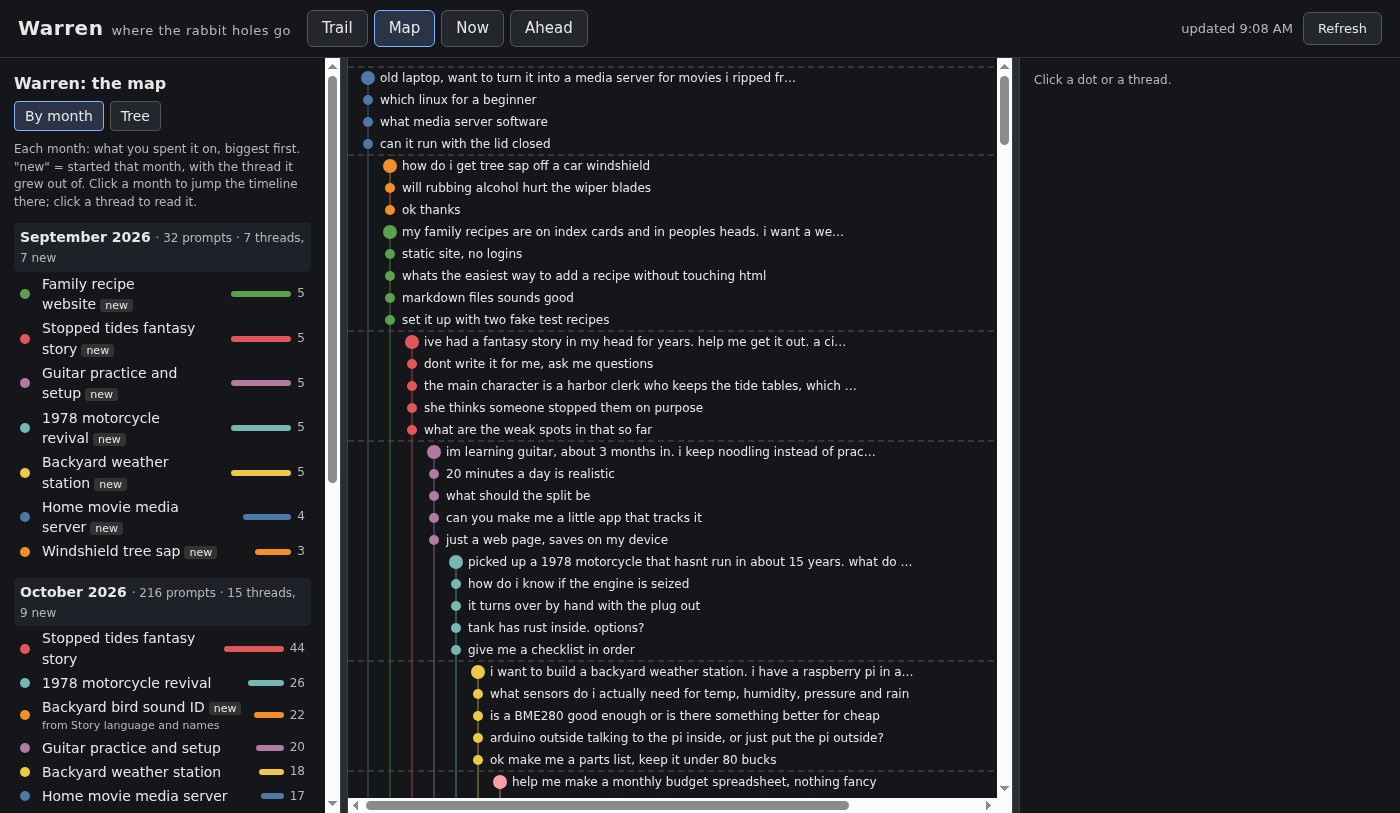 Warren where the rabbit holes go Trail Map Now Ahead updated 9:08 AM Refresh
Warren: the map
By month Tree
Each month: what you spent it on, biggest first.
"new" = started that month, with the thread it
grew out of. Click a month to jump the timeline
there; click a thread to read it.
September 2026 · 32 prompts · 7 threads,
7 new
Family recipe
website new 5
Stopped tides fantasy
story new 5
Guitar practice and
setup new 5
1978 motorcycle
revival new 5
Backyard weather
station new 5
Home movie media
server new 4
Windshield tree sap new 3
October 2026 · 216 prompts · 15 threads,
9 new
Stopped tides fantasy
story 44
1978 motorcycle revival 26
Backyard bird sound ID new 22
from Story language and names
Guitar practice and setup 20
Backyard weather station 18
Home movie media server 17
old laptop, want to turn it into a media server for movies i ripped fr…
which linux for a beginner
what media server software
can it run with the lid closed
how do i get tree sap off a car windshield
will rubbing alcohol hurt the wiper blades
ok thanks
my family recipes are on index cards and in peoples heads. i want a we…
static site, no logins
whats the easiest way to add a recipe without touching html
markdown files sounds good
set it up with two fake test recipes
ive had a fantasy story in my head for years. help me get it out. a ci…
dont write it for me, ask me questions
the main character is a harbor clerk who keeps the tide tables, which …
she thinks someone stopped them on purpose
what are the weak spots in that so far
im learning guitar, about 3 months in. i keep noodling instead of prac…
20 minutes a day is realistic
what should the split be
can you make me a little app that tracks it
just a web page, saves on my device
picked up a 1978 motorcycle that hasnt run in about 15 years. what do …
how do i know if the engine is seized
it turns over by hand with the plug out
tank has rust inside. options?
give me a checklist in order
i want to build a backyard weather station. i have a raspberry pi in a…
what sensors do i actually need for temp, humidity, pressure and rain
is a BME280 good enough or is there something better for cheap
arduino outside talking to the pi inside, or just put the pi outside?
ok make me a parts list, keep it under 80 bucks
help me make a monthly budget spreadsheet, nothing fancy
Click a dot or a thread.